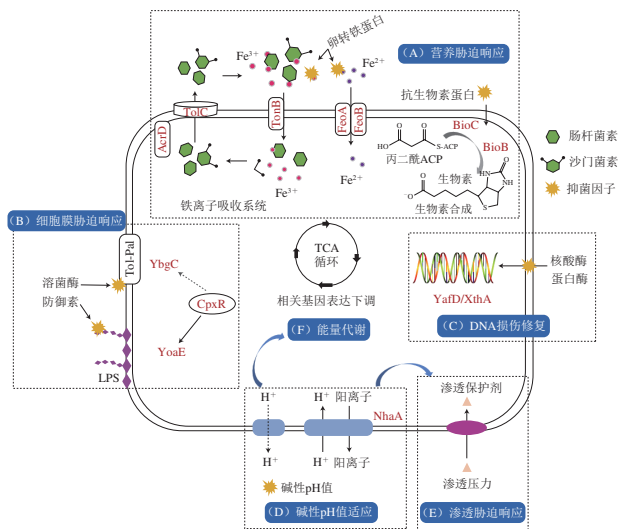 卵转铁蛋白
Fe³⁺
Fe²⁺
(A)营养胁迫响应
抗生物素蛋白
TolC
AcrD
TonB
FeoA
FeoB
BioC
HO
S-ACP
丙二酸ACP
BioB
生物素
生物素合成
O
HN
NH
S
⁻O
O
Fe³⁺
Fe²⁺
铁离子吸收系统
肠杆菌素
沙门菌素
抑菌因子
(B)细胞膜胁迫响应
Tol-Pal
YbgC
溶菌酶
防御素
CpxR
YoaE
LPS
TCA
循环
相关基因表达下调
(F)能量代谢
核酸酶
蛋白酶
YafD/XthA
(C)DNA损伤修复
H⁺
H⁺
阳离子
NhaA
H⁺
H⁺
阳离子
碱性pH值
(D)碱性pH值适应
渗透保护剂
渗透压力
(E)渗透胁迫响应